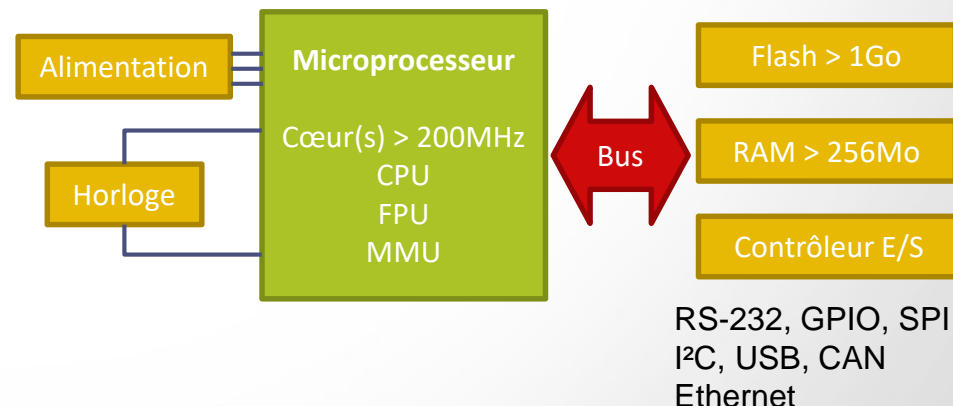 Alimentation
Horloge
Microprocesseur
Cœur(s) > 200MHz
CPU
FPU
MMU
Bus
Flash > 1Go
RAM > 256Mo
Contrôleur E/S
RS-232, GPIO, SPI
I²C, USB, CAN
Ethernet